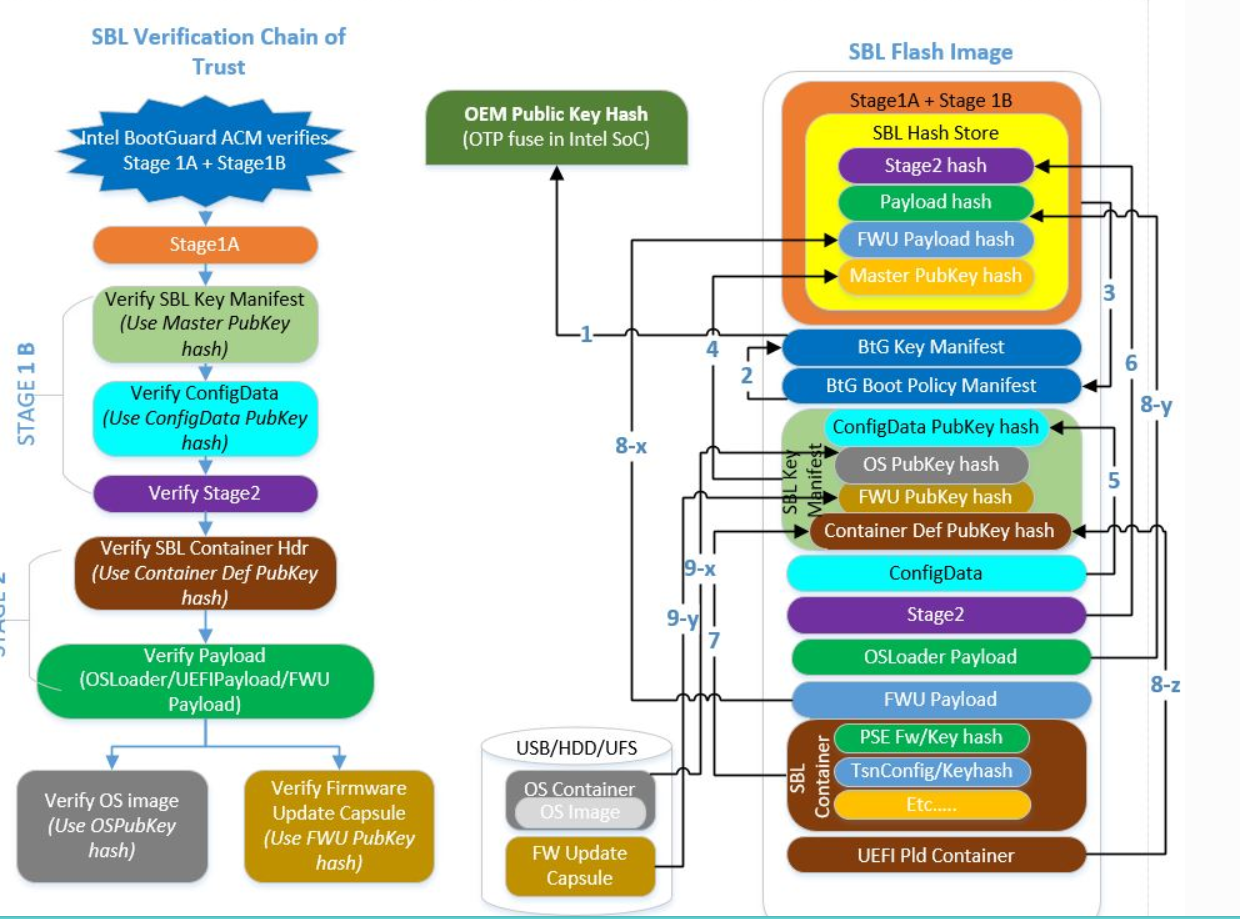 SBL Verification Chain of
Trust
Intel BootGuard ACM verifies
Stage 1A + Stage1B
Stage1A
Verify SBL Key Manifest
(Use Master PubKey
hash)
Verify ConfigData
(Use ConfigData PubKey
hash)
Verify Stage2
STAGE 1 B
Verify SBL Container Hdr
(Use Container Def PubKey
hash)
STAGE 2
Verify Payload
(OSLoader/UEFIPayload/FWU
Payload)
Verify OS image
(Use OSPubKey
hash)
Verify Firmware
Update Capsule
(Use FWU PubKey
hash)
OEM Public Key Hash
(OTP fuse in Intel SoC)
SBL Flash Image
Stage1A + Stage 1B
SBL Hash Store
Stage2 hash
Payload hash
FWU Payload hash
Master PubKey hash
1
2
3
4
5
6
7
8-x
8-y
8-z
9-x
9-y
BtG Key Manifest
BtG Boot Policy Manifest
SBL Key
Manifest
ConfigData PubKey hash
OS PubKey hash
FWU PubKey hash
Container Def PubKey hash
ConfigData
Stage2
OSLoader Payload
FWU Payload
SBL
Container
PSE Fw/Key hash
TsnConfig/Keyhash
Etc.....
UEFI Pld Container
USB/HDD/UFS
OS Container
OS Image
FW Update
Capsule